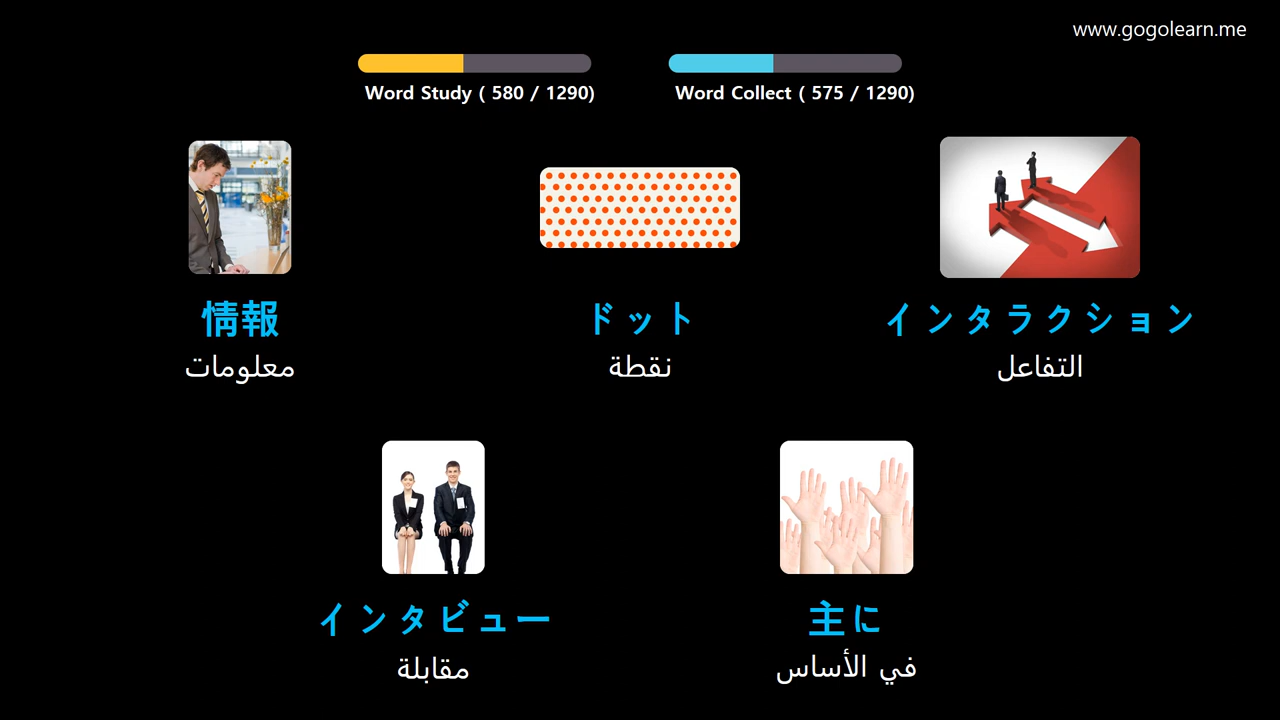 www.gogolearn.me
Word Study ( 580 / 1290)
Word Collect ( 575 / 1290)
情報
معلومات
ドット
نقطة
インタラクション
التفاعل
インタビュー
مقابلة
主に
في الأساس